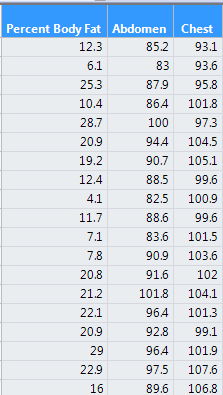 Percent Body Fat Abdomen Chest
12.3 85.2 93.1
6.1 83 93.6
25.3 87.9 95.8
10.4 86.4 101.8
28.7 100 97.3
20.9 94.4 104.5
19.2 90.7 105.1
12.4 88.5 99.6
4.1 82.5 100.9
11.7 88.6 99.6
7.1 83.6 101.5
7.8 90.9 103.6
20.8 91.6 102
21.2 101.8 104.1
22.1 96.4 101.3
20.9 92.8 99.1
29 96.4 101.9
22.9 97.5 107.6
16 89.6 106.8